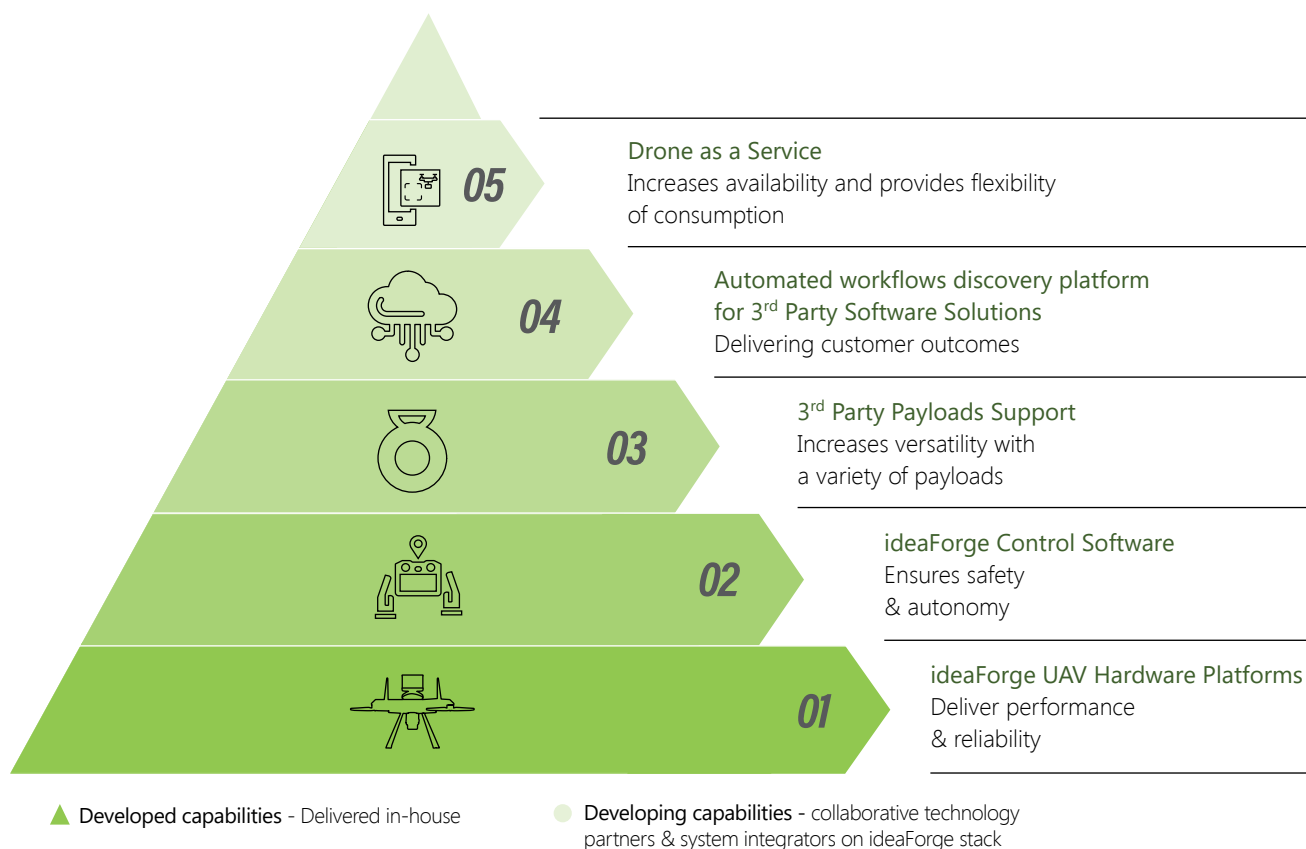 05
Drone as a Service
Increases availability and provides flexibility
of consumption
04
Automated workflows discovery platform
for 3rd Party Software Solutions
Delivering customer outcomes
03
3rd Party Payloads Support
Increases versatility with
a variety of payloads
02
ideaForge Control Software
Ensures safety
& autonomy
01
ideaForge UAV Hardware Platforms
Deliver performance
& reliability
Developed capabilities - Delivered in-house
Developing capabilities - collaborative technology
partners & system integrators on ideaForge stack